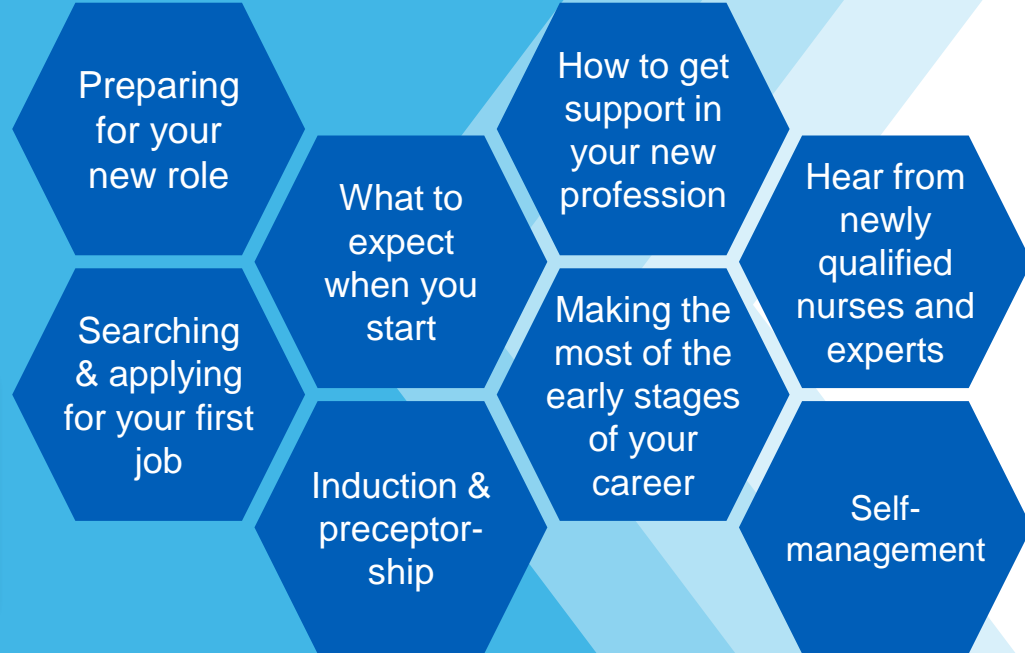 Preparing
for your
new role
Searching
& applying
for your first
job
What to
expect
when you
start
Induction &
preceptor-
ship
How to get
support in
your new
profession
Making the
most of the
early stages
of your
career
Hear from
newly
qualified
nurses and
experts
Self-
management